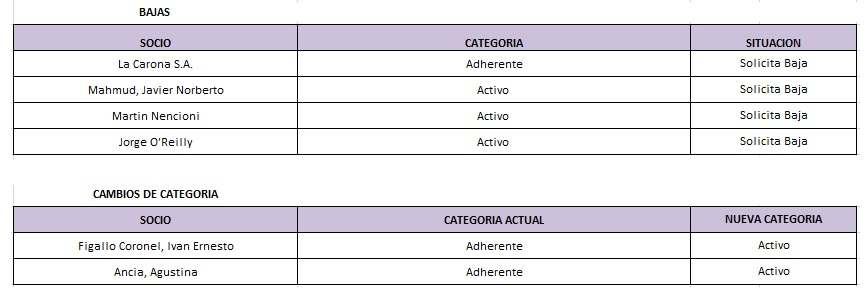 BAJAS
SOCIO CATEGORIA SITUACION
La Carona S.A. Adherente Solicita Baja
Mahmud, Javier Norberto Activo Solicita Baja
Martin Nencioni Activo Solicita Baja
Jorge O'Reilly Activo Solicita Baja
CAMBIOS DE CATEGORIA
SOCIO CATEGORIA ACTUAL NUEVA CATEGORIA
Figallo Coronel, Ivan Ernesto Adherente Activo
Ancia, Agustina Adherente Activo